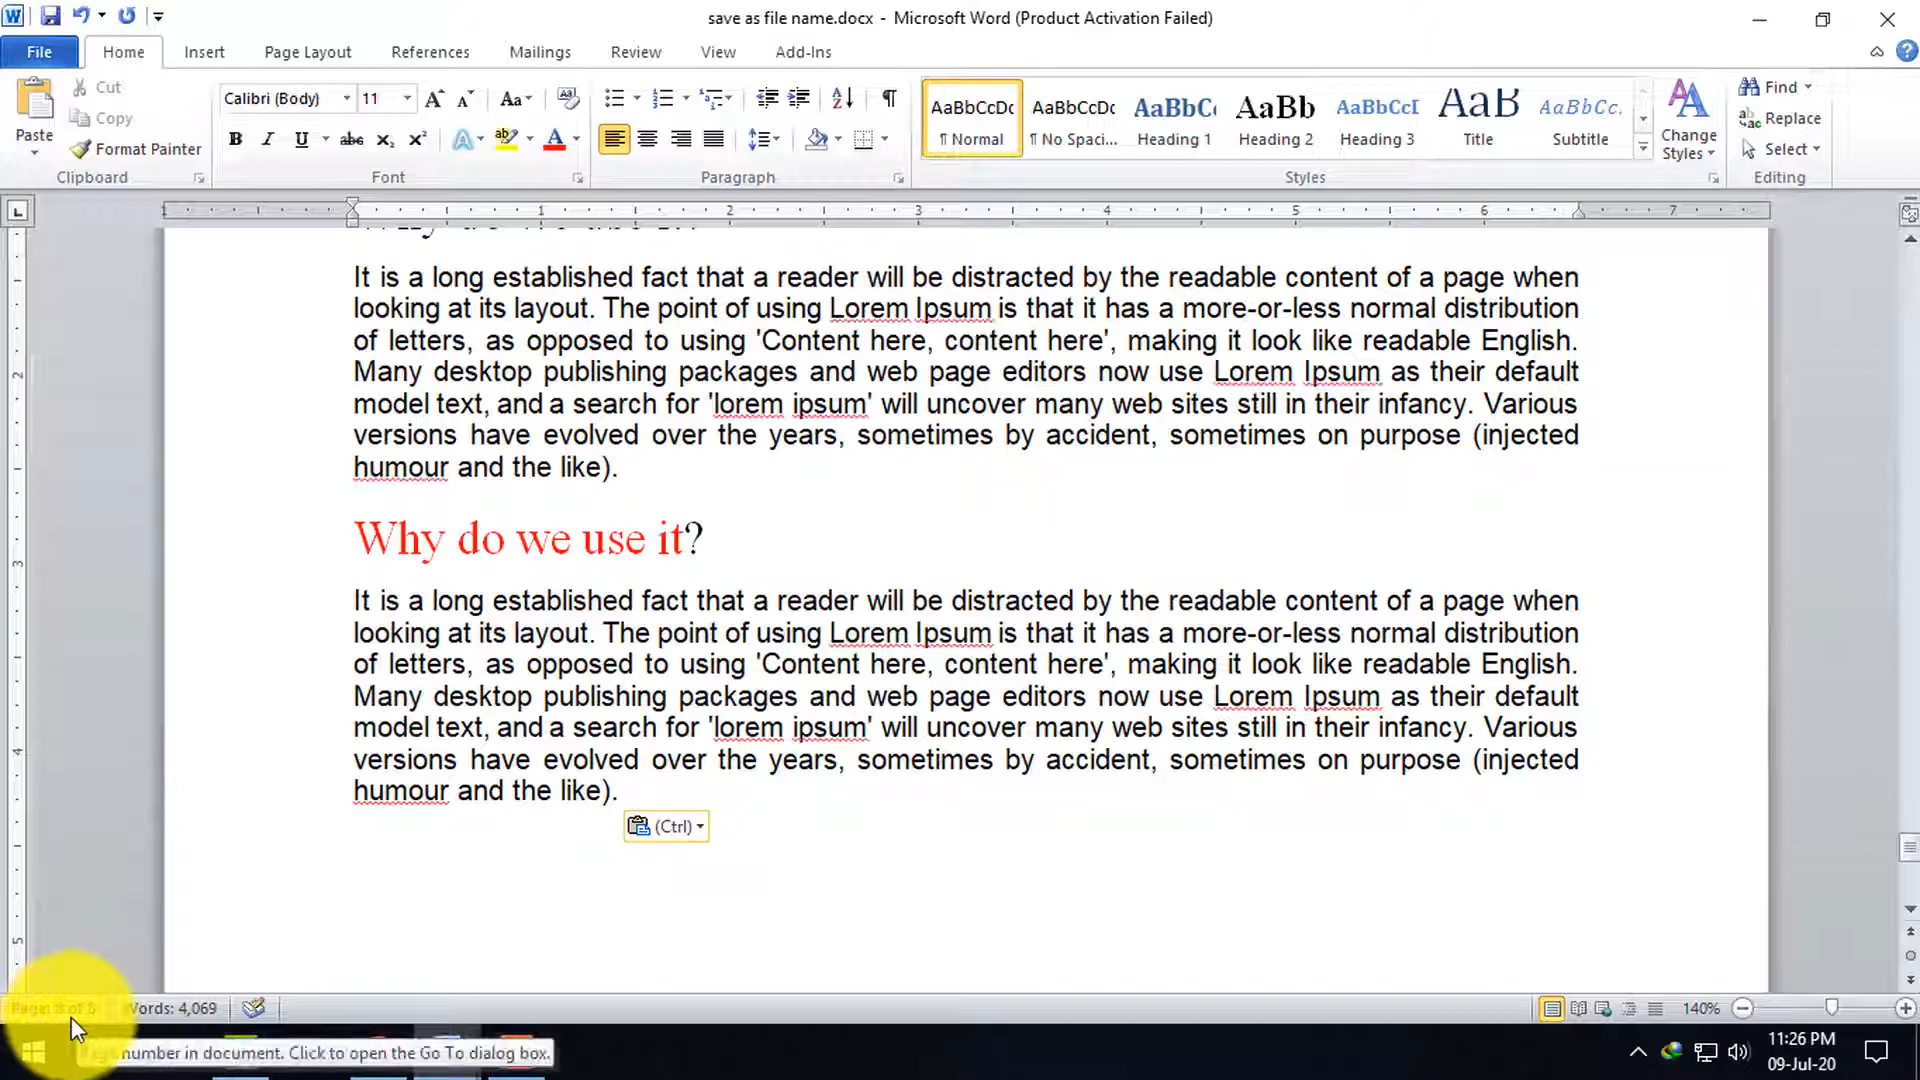 save as file name.docx - Microsoft Word (Product Activation Failed)
File Home Insert Page Layout References Mailings Review View Add-Ins
Paste
Cut
Copy
Format Painter
Clipboard
Calibri (Body) 11
Font
Paragraph
AaBbCcDc AaBbCcDc AaBbC AaBb AaBbCcI AaB AaBbCc.
¶ Normal ¶ No Spaci... Heading 1 Heading 2 Heading 3 Title Subtitle
Styles
Change
Styles
Find
Replace
Select
Editing
1 1 2 3 4 5 6 7
It is a long established fact that a reader will be distracted by the readable content of a page when
looking at its layout. The point of using Lorem Ipsum is that it has a more-or-less normal distribution
of letters, as opposed to using 'Content here, content here', making it look like readable English.
Many desktop publishing packages and web page editors now use Lorem Ipsum as their default
model text, and a search for 'lorem ipsum' will uncover many web sites still in their infancy. Various
versions have evolved over the years, sometimes by accident, sometimes on purpose (injected
humour and the like).
Why do we use it?
It is a long established fact that a reader will be distracted by the readable content of a page when
looking at its layout. The point of using Lorem Ipsum is that it has a more-or-less normal distribution
of letters, as opposed to using 'Content here, content here', making it look like readable English.
Many desktop publishing packages and web page editors now use Lorem Ipsum as their default
model text, and a search for 'lorem ipsum' will uncover many web sites still in their infancy. Various
versions have evolved over the years, sometimes by accident, sometimes on purpose (injected
humour and the like).
(Ctrl)
2
3
4
5
Words: 4,069
140%
number in document. Click to open the Go To dialog box.
11:26 PM
09-Jul-20